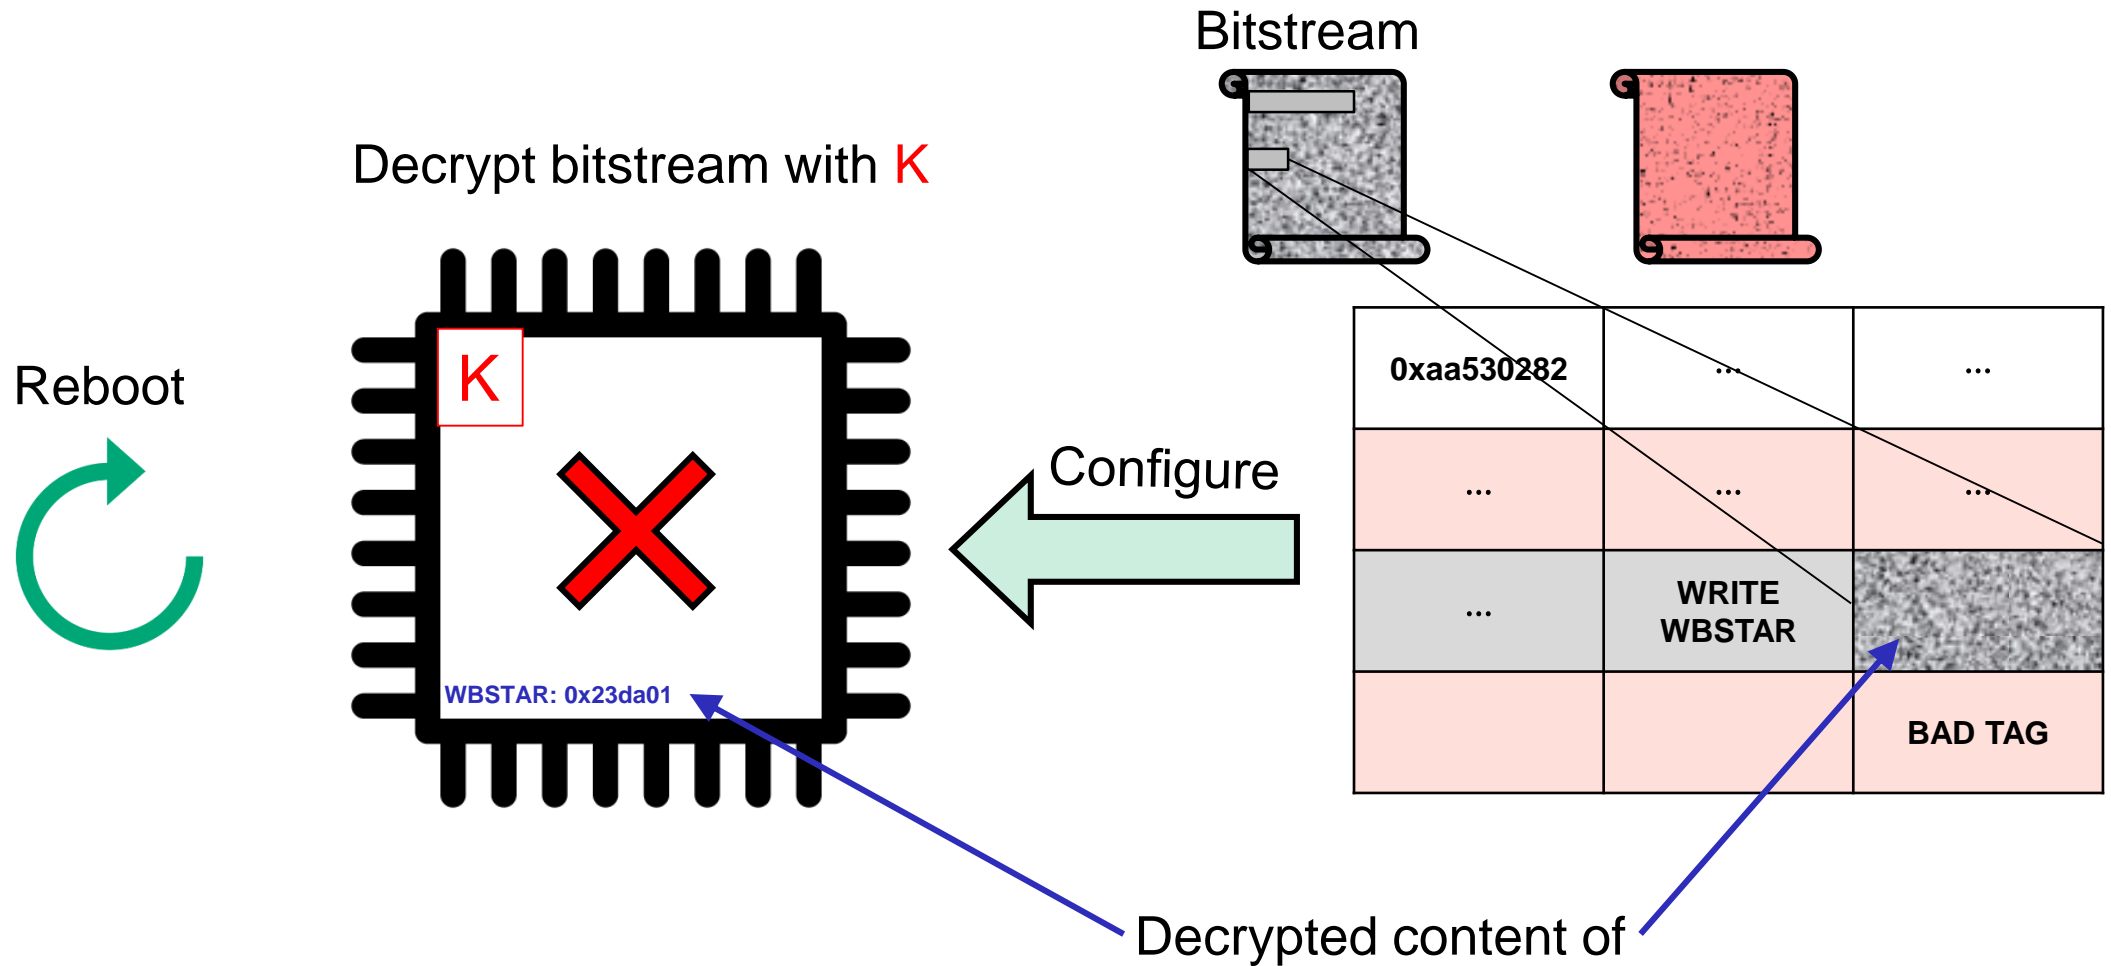 Bitstream
Decrypt bitstream with K
Reboot
K
Configure
WBSTAR: 0x23da01
0xaa530282 ... ...
... ... ...
... WRITE
WBSTAR
BAD TAG
Decrypted content of